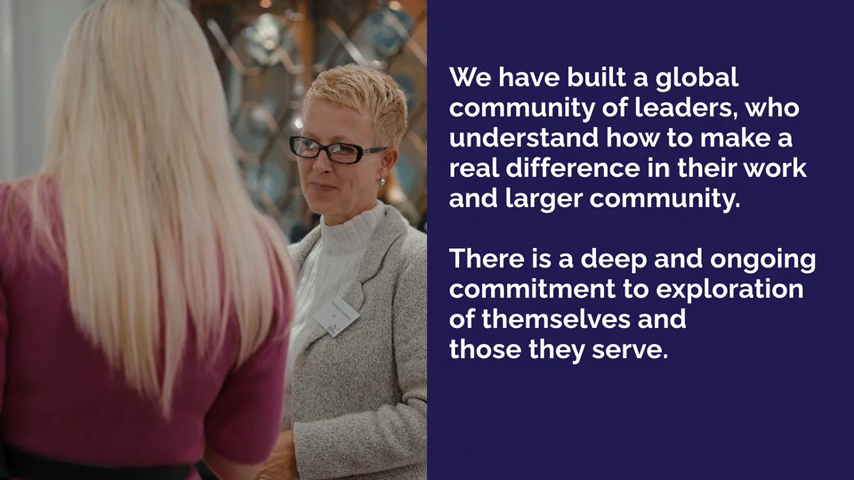 We have built a global
community of leaders, who
understand how to make a
real difference in their work
and larger community.
There is a deep and ongoing
commitment to exploration
of themselves and
those they serve.